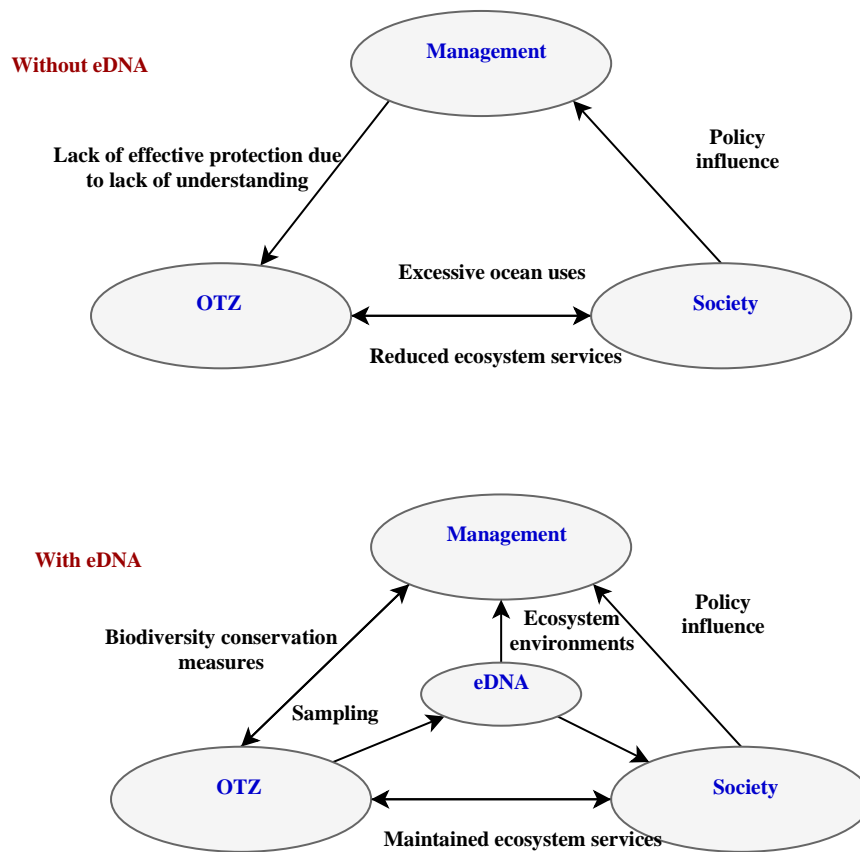 Management
Without eDNA
Policy
influence
Lack of effective protection due
to lack of understanding
Excessive ocean uses
OTZ
Society
Reduced ecosystem services
Management
With eDNA
Policy
influence
Ecosystem
environments
Biodiversity conservation
measures
eDNA
Sampling
OTZ
Society
Maintained ecosystem services